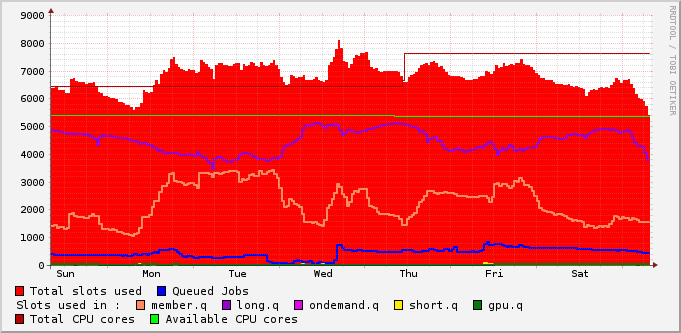 9000
8000
7000
6000
5000
4000
3000
2000
1000
0
Sun Mon Tue Wed Thu Fri Sat
Total slots used Queued Jobs
Slots used in : member.q long.q ondemand.q short.q gpu.q
Total CPU cores Available CPU cores
RRDTOOL / TOBI OETIKER